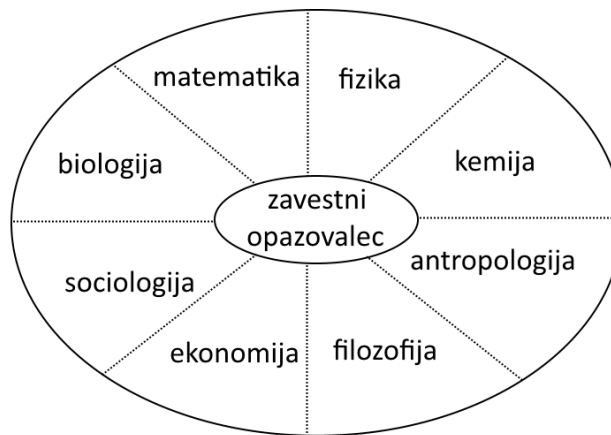 matematika
fizika
biologija
kemija
zavestni
opazovalec
sociologija
antropologija
ekonomija
filozofija